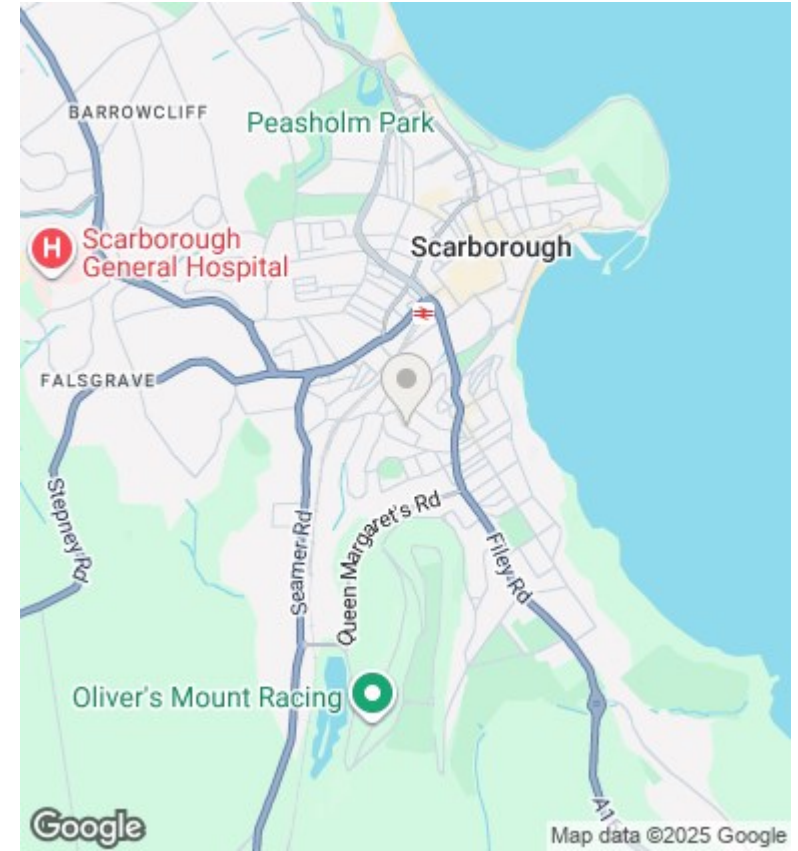 BARROWCLIFF
Peasholm Park
H
Scarborough
General Hospital
Scarborough
FALSGRAVE
Stepney Rd
Seamer Rd
Queen Margaret's Rd
Filey Rd
Oliver's Mount Racing
Google
Map data ©2025 Google